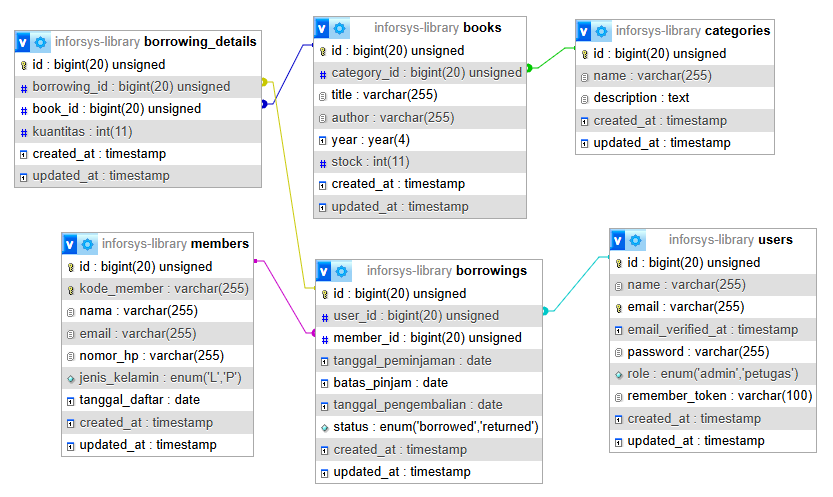 inforsys-library borrowing_details
id : bigint(20) unsigned
borrowing_id : bigint(20) unsigned
book_id : bigint(20) unsigned
kuantitas : int(11)
created_at : timestamp
updated_at : timestamp
inforsys-library books
id : bigint(20) unsigned
category_id : bigint(20) unsigned
title : varchar(255)
author : varchar(255)
year : year(4)
stock : int(11)
created_at : timestamp
updated_at : timestamp
inforsys-library categories
id : bigint(20) unsigned
name : varchar(255)
description : text
created_at : timestamp
updated_at : timestamp
inforsys-library members
id : bigint(20) unsigned
kode_member : varchar(255)
nama : varchar(255)
email : varchar(255)
nomor_hp : varchar(255)
jenis_kelamin : enum('L','P')
tanggal_daftar : date
created_at : timestamp
updated_at : timestamp
inforsys-library borrowings
id : bigint(20) unsigned
user_id : bigint(20) unsigned
member_id : bigint(20) unsigned
tanggal_peminjaman : date
batas_pinjam : date
tanggal_pengembalian : date
status : enum('borrowed','returned')
created_at : timestamp
updated_at : timestamp
inforsys-library users
id : bigint(20) unsigned
name : varchar(255)
email : varchar(255)
email_verified_at : timestamp
password : varchar(255)
role : enum('admin','petugas')
remember_token : varchar(100)
created_at : timestamp
updated_at : timestamp